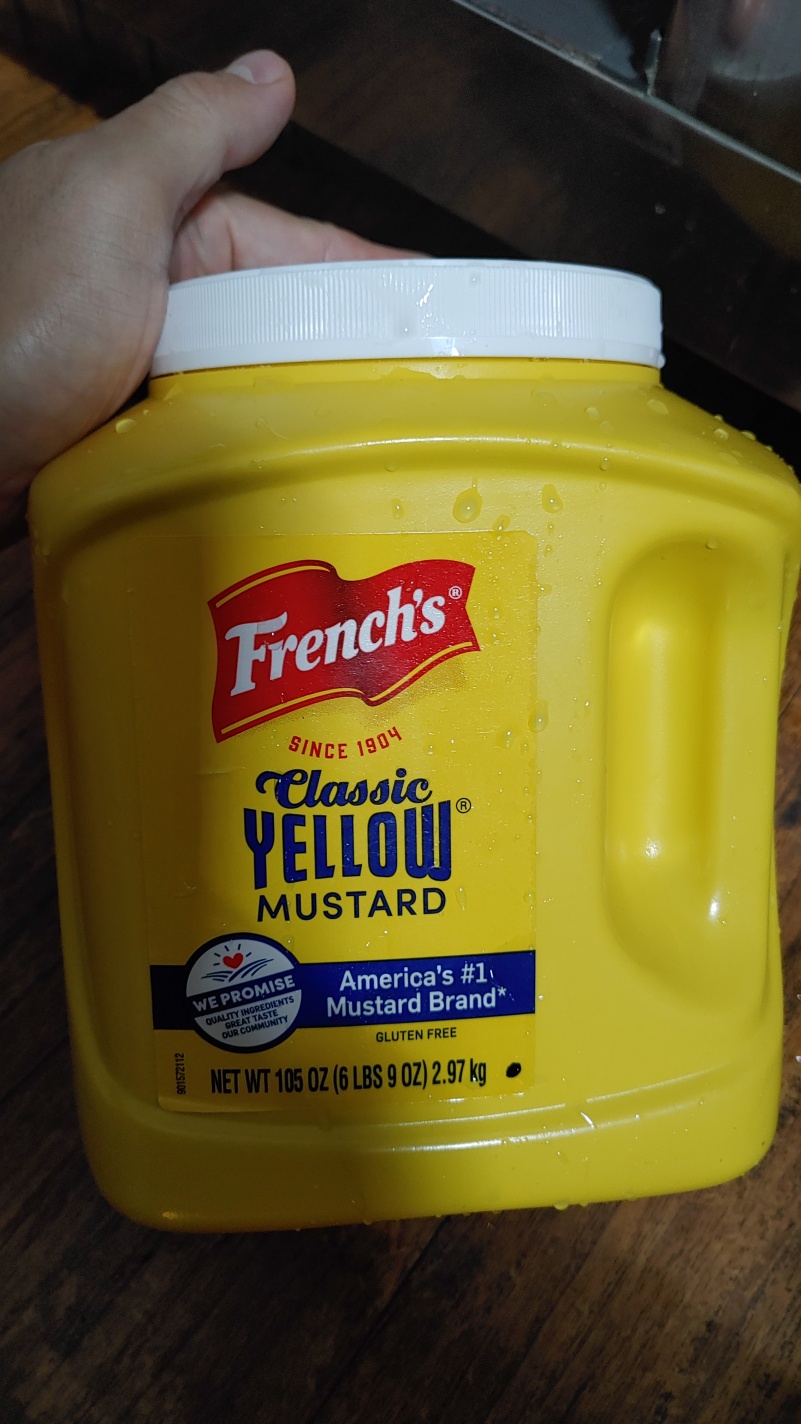 French's®
SINCE 1904
Classic
YELLOW®
MUSTARD
WE PROMISE
QUALITY INGREDIENTS
GREAT TASTE
OUR COMMUNITY
America's #1
Mustard Brand*
GLUTEN FREE
901572112
NET WT 105 OZ (6 LBS 9 OZ) 2.97 kg